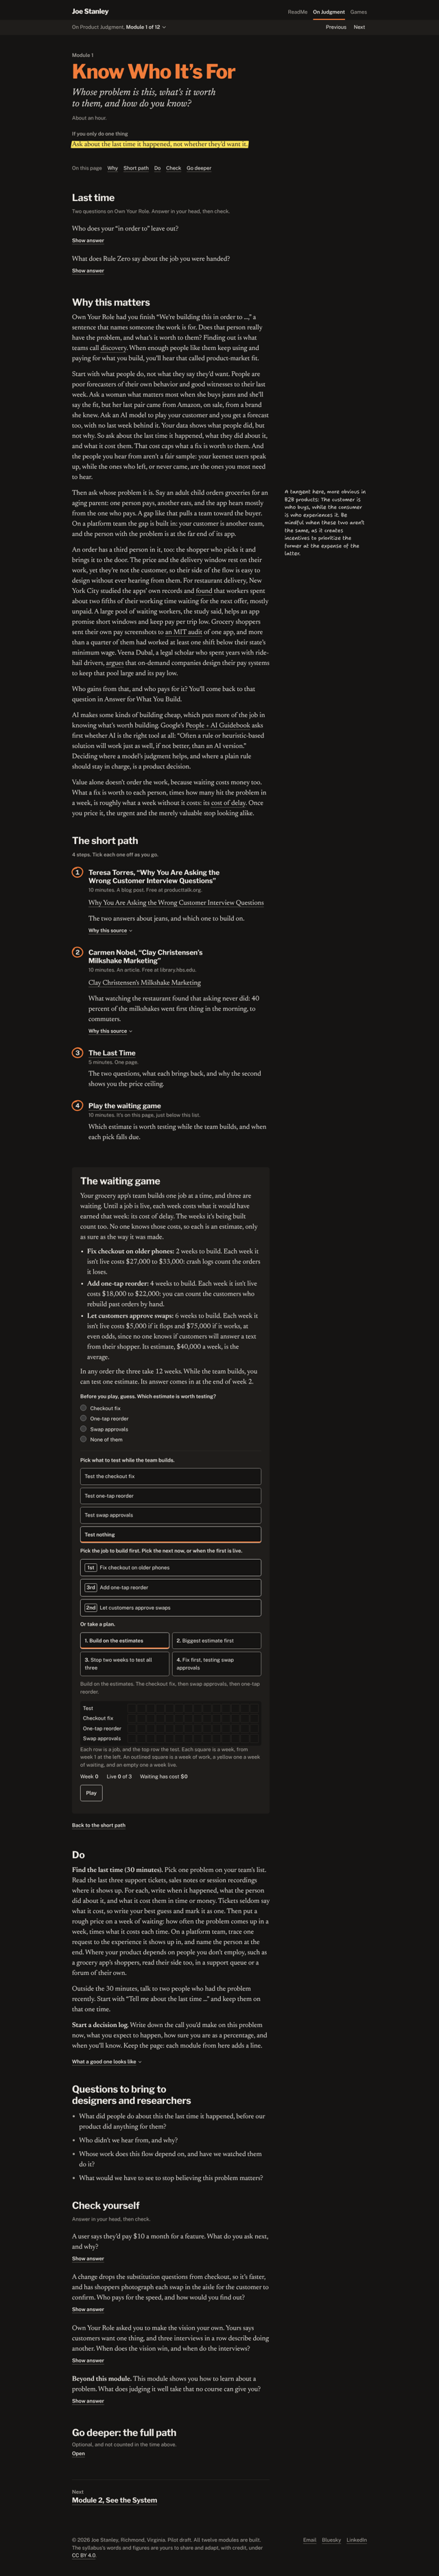 Joe Stanley
ReadMe On Judgment Games
On Product Judgment, Module 1 of 12
Previous Next
Module 1
Know Who It’s For
Whose problem is this, what’s it worth
to them, and how do you know?
About an hour.
If you only do one thing
Ask about the last time it happened, not whether they’d want it.
On this page Why Short path Do Check Go deeper
Last time
Two questions on Own Your Role. Answer in your head, then check.
Who does your “in order to” leave out?
Show answer
What does Rule Zero say about the job you were handed?
Show answer
Why this matters
Own Your Role had you finish “We’re building this in order to …,” a
sentence that names someone the work is for. Does that person really
have the problem, and what’s it worth to them? Finding out is what
teams call discovery. When enough people like them keep using and
paying for what you build, you’ll hear that called product-market fit.
Start with what people do, not what they say they’d want. People are
poor forecasters of their own behavior and good witnesses to their last
week. Ask a woman what matters most when she buys jeans and she’ll
say the fit, but her last pair came from Amazon, on sale, from a brand
she knew. Ask an AI model to play your customer and you get a forecast
too, with no last week behind it. Your data shows what people did, but
not why. So ask about the last time it happened, what they did about it,
and what it cost them. That cost caps what a fix is worth to them. And
the people you hear from aren’t a fair sample: your keenest users speak
up, while the ones who left, or never came, are the ones you most need
to hear.
A tangent here, more obvious in
B2B products: The customer is
who buys, while the consumer
is who experiences it. Be
mindful when these two aren’t
the same, as it creates
incentives to prioritize the
former at the expense of the
latter.
Then ask whose problem it is. Say an adult child orders groceries for an
aging parent: one person pays, another eats, and the app hears mostly
from the one who pays. A app like that pulls a team toward the buyer.
On a platform team the gap is built in: your customer is another team,
and the person with the problem is at the far end of its app.
An order has a third person in it, too: the shopper who picks it and
brings it to the door. The price and the delivery window rest on their
work, yet they’re not the customer, so their side of the flow is easy to
design without ever hearing from them. For restaurant delivery, New
York City studied the apps’ own records and found that workers spent
about two fifths of their working time waiting for the next offer, mostly
unpaid. A large pool of waiting workers, the study says, helps an app
promise short windows and keep pay per trip low. Grocery shoppers
sent their own pay screenshots to an MIT audit of one app, and more
than a quarter of them had worked at least one shift below their state’s
minimum wage. Veena Dubal, a legal scholar who spent years with ride-
hail drivers, argues that on-demand companies design their pay systems
to keep that pool large and its pay low.
Who gains from that, and who pays for it? You’ll come back to that
question in Answer for What You Build.
AI makes some kinds of building cheap, which puts more of the job in
knowing what’s worth building. Google’s People + AI Guidebook asks
first whether AI is the right tool at all: “Often a rule or heuristic-based
solution will work just as well, if not better, than an AI version.”
Deciding where a model’s judgment helps, and where a plain rule
should stay in charge, is a product decision.
Value alone doesn’t order the work, because waiting costs money too.
What a fix is worth to each person, times how many hit the problem in
a week, is roughly what a week without it costs: its cost of delay. Once
you price it, the urgent and the merely valuable stop looking alike.
The short path
4 steps. Tick each one off as you go.
1 Teresa Torres, “Why You Are Asking the
Wrong Customer Interview Questions”
10 minutes. A blog post. Free at producttalk.org.
Why You Are Asking the Wrong Customer Interview Questions
The two answers about jeans, and which one to build on.
Why this source
2 Carmen Nobel, “Clay Christensen’s
Milkshake Marketing”
10 minutes. An article. Free at library.hbs.edu.
Clay Christensen’s Milkshake Marketing
What watching the restaurant found that asking never did: 40
percent of the milkshakes went first thing in the morning, to
commuters.
Why this source
3 The Last Time
5 minutes. One page.
The two questions, what each brings back, and why the second
shows you the price ceiling.
4 Play the waiting game
10 minutes. It’s on this page, just below this list.
Which estimate is worth testing while the team builds, and when
each pick falls due.
The waiting game
Your grocery app’s team builds one job at a time, and three are
waiting. Until a job is live, each week costs what it would have
earned that week: its cost of delay. The weeks it’s being built
count too. No one knows those costs, so each is an estimate, only
as sure as the way it was made.
• Fix checkout on older phones: 2 weeks to build. Each week it
isn’t live costs $27,000 to $33,000: crash logs count the orders
it loses.
• Add one-tap reorder: 4 weeks to build. Each week it isn’t live
costs $18,000 to $22,000: you can count the customers who
rebuild past orders by hand.
• Let customers approve swaps: 6 weeks to build. Each week it
isn’t live costs $5,000 if it flops and $75,000 if it works, at
even odds, since no one knows if customers will answer a text
from their shopper. Its estimate, $40,000 a week, is the
average.
In any order the three take 12 weeks. While the team builds, you
can test one estimate. Its answer comes in at the end of week 2.
Before you play, guess. Which estimate is worth testing?
Checkout fix
One-tap reorder
Swap approvals
None of them
Pick what to test while the team builds.
Test the checkout fix
Test one-tap reorder
Test swap approvals
Test nothing
Pick the job to build first. Pick the next now, or when the first is live.
1st Fix checkout on older phones
3rd Add one-tap reorder
2nd Let customers approve swaps
Or take a plan.
1. Build on the estimates
2. Biggest estimate first
3. Stop two weeks to test all
three
4. Fix first, testing swap
approvals
Build on the estimates. The checkout fix, then swap approvals, then one-tap
reorder.
Test
Checkout fix
One-tap reorder
Swap approvals
Each row is a job, and the top row the test. Each square is a week, from
week 1 at the left. An outlined square is a week of work, a yellow one a week
of waiting, and an empty one a week live.
Week 0 Live 0 of 3 Waiting has cost $0
Play
Back to the short path
Do
Find the last time (30 minutes). Pick one problem on your team’s list.
Read the last three support tickets, sales notes or session recordings
where it shows up. For each, write when it happened, what the person
did about it, and what it cost them in money or time. Tickets seldom say
what it cost, so write your best guess and mark it as one. Then put a
rough price on a week of waiting: how often the problem comes up in a
week, times what it costs each time. On a platform team, trace one
request to the experience it shows up in, and name the person at the
end. Where your product depends on people you don’t employ, such as
a grocery app’s shoppers, read their side too, in a support queue or a
forum of their own.
Outside the 30 minutes, talk to two people who had the problem
recently. Start with “Tell me about the last time …” and keep them on
that one time.
Start a decision log. Write down the call you’d make on this problem
now, what you expect to happen, how sure you are as a percentage, and
when you’ll know. Keep the page: each module from here adds a line.
What a good one looks like
Questions to bring to
designers and researchers
• What did people do about this the last time it happened, before our
product did anything for them?
• Who didn’t we hear from, and why?
• Whose work does this flow depend on, and have we watched them
do it?
• What would we have to see to stop believing this problem matters?
Check yourself
Answer in your head, then check.
A user says they’d pay $10 a month for a feature. What do you ask next,
and why?
Show answer
A change drops the substitution questions from checkout, so it’s faster,
and has shoppers photograph each swap in the aisle for the customer to
confirm. Who pays for the speed, and how would you find out?
Show answer
Own Your Role asked you to make the vision your own. Yours says
customers want one thing, and three interviews in a row describe doing
another. When does the vision win, and when do the interviews?
Show answer
Beyond this module. This module shows you how to learn about a
problem. What does judging it well take that no course can give you?
Show answer
Go deeper: the full path
Optional, and not counted in the time above.
Open
Next
Module 2, See the System
© 2026 Joe Stanley, Richmond, Virginia. Pilot draft. All twelve modules are built.
The syllabus’s words and figures are yours to share and adapt, with credit, under
CC BY 4.0
Email Bluesky LinkedIn